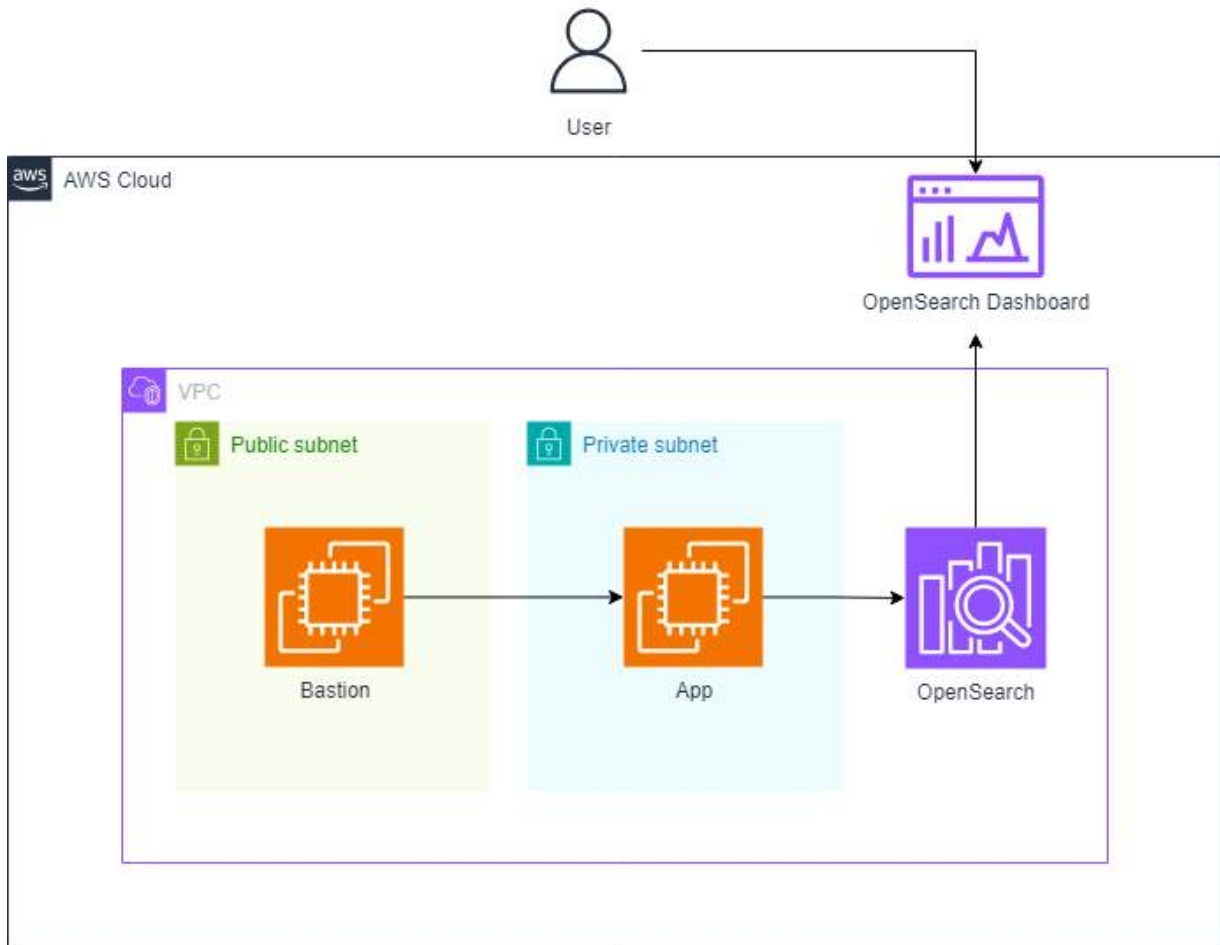 User
aws
AWS Cloud
OpenSearch Dashboard
VPC
Public subnet
Private subnet
Bastion
App
OpenSearch